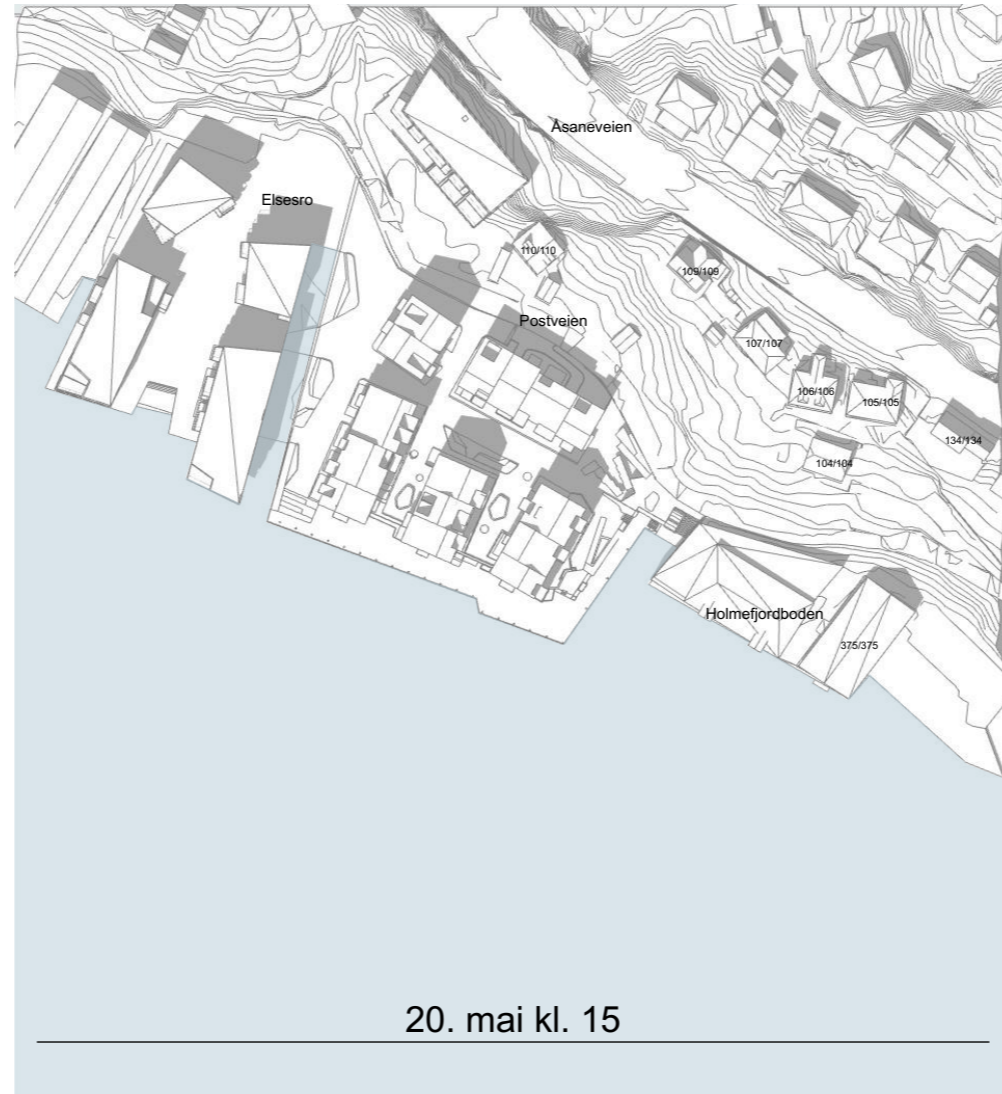 Åsaneveien
Elsesro
110/110
109/109
Postveien
107/107
106/106
105/105
134/134
104/104
Holmefjordboden
375/375
20. mai kl. 15